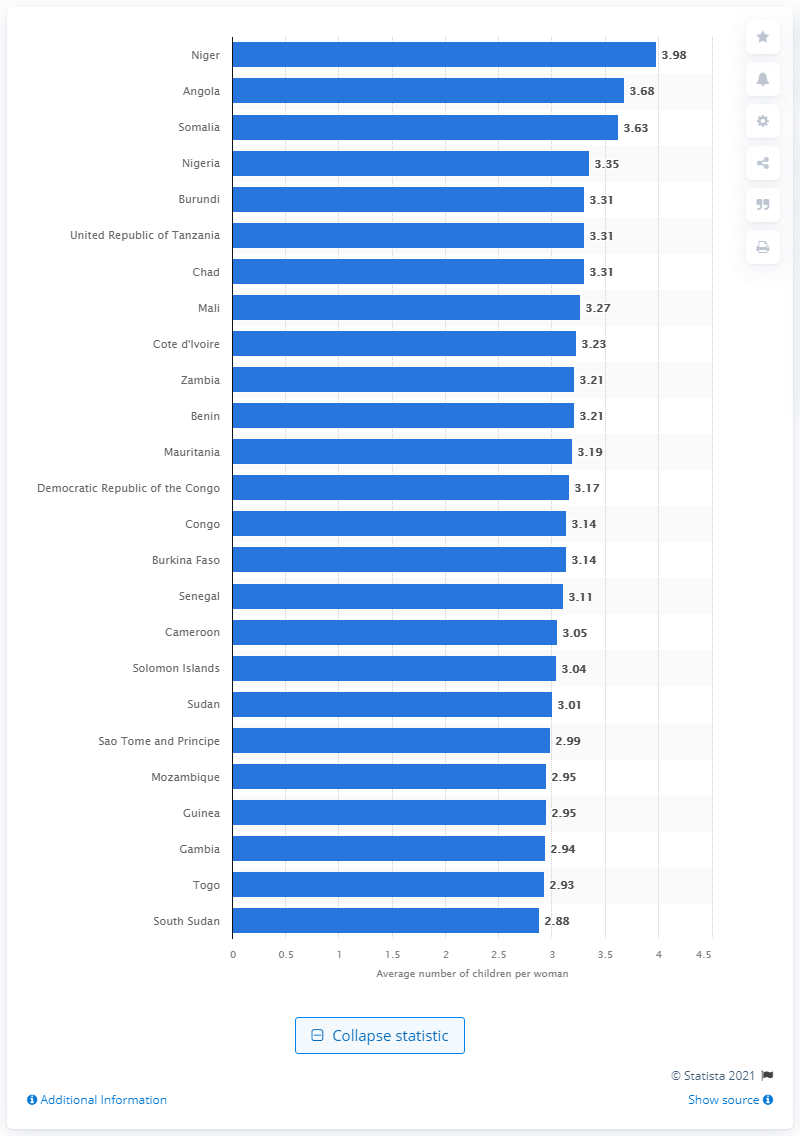 Niger 3.98
Angola 3.68
Somalia 3.63
Nigeria 3.35
Burundi 3.31
United Republic of Tanzania 3.31
Chad 3.31
Mali 3.27
Cote d'Ivoire 3.23
Zambia 3.21
Benin 3.21
Mauritania 3.19
Democratic Republic of the Congo 3.17
Congo 3.14
Burkina Faso 3.14
Senegal 3.11
Cameroon 3.05
Solomon Islands 3.04
Sudan 3.01
Sao Tome and Principe 2.99
Mozambique 2.95
Guinea 2.95
Gambia 2.94
Togo 2.93
South Sudan 2.88
0 0.5 1 1.5 2 2.5 3 3.5 4 4.5
Average number of children per woman
Collapse statistic
© Statista 2021
Additional Information
Show source